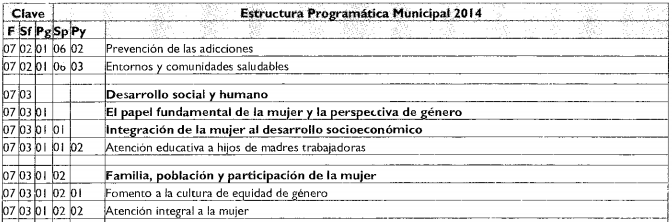 Clave Estructura Programática Municipal 2014
F Sf Pg Sp Py
07 02 01 06 02 Prevención de las adicciones
07 02 01 06 03 Entornos y comunidades saludables
07 03 Desarrollo social y humano
07 03 01 El papel fundamental de la mujer y la perspectiva de género
07 03 01 01 Integración de la mujer al desarrollo socioeconómico
07 03 01 01 02 Atención educativa a hijos de madres trabajadoras
07 03 01 02 Familia, población y participación de la mujer
07 03 01 02 01 Fomento a la cultura de equidad de género
07 03 01 02 02 Atención integral a la mujer